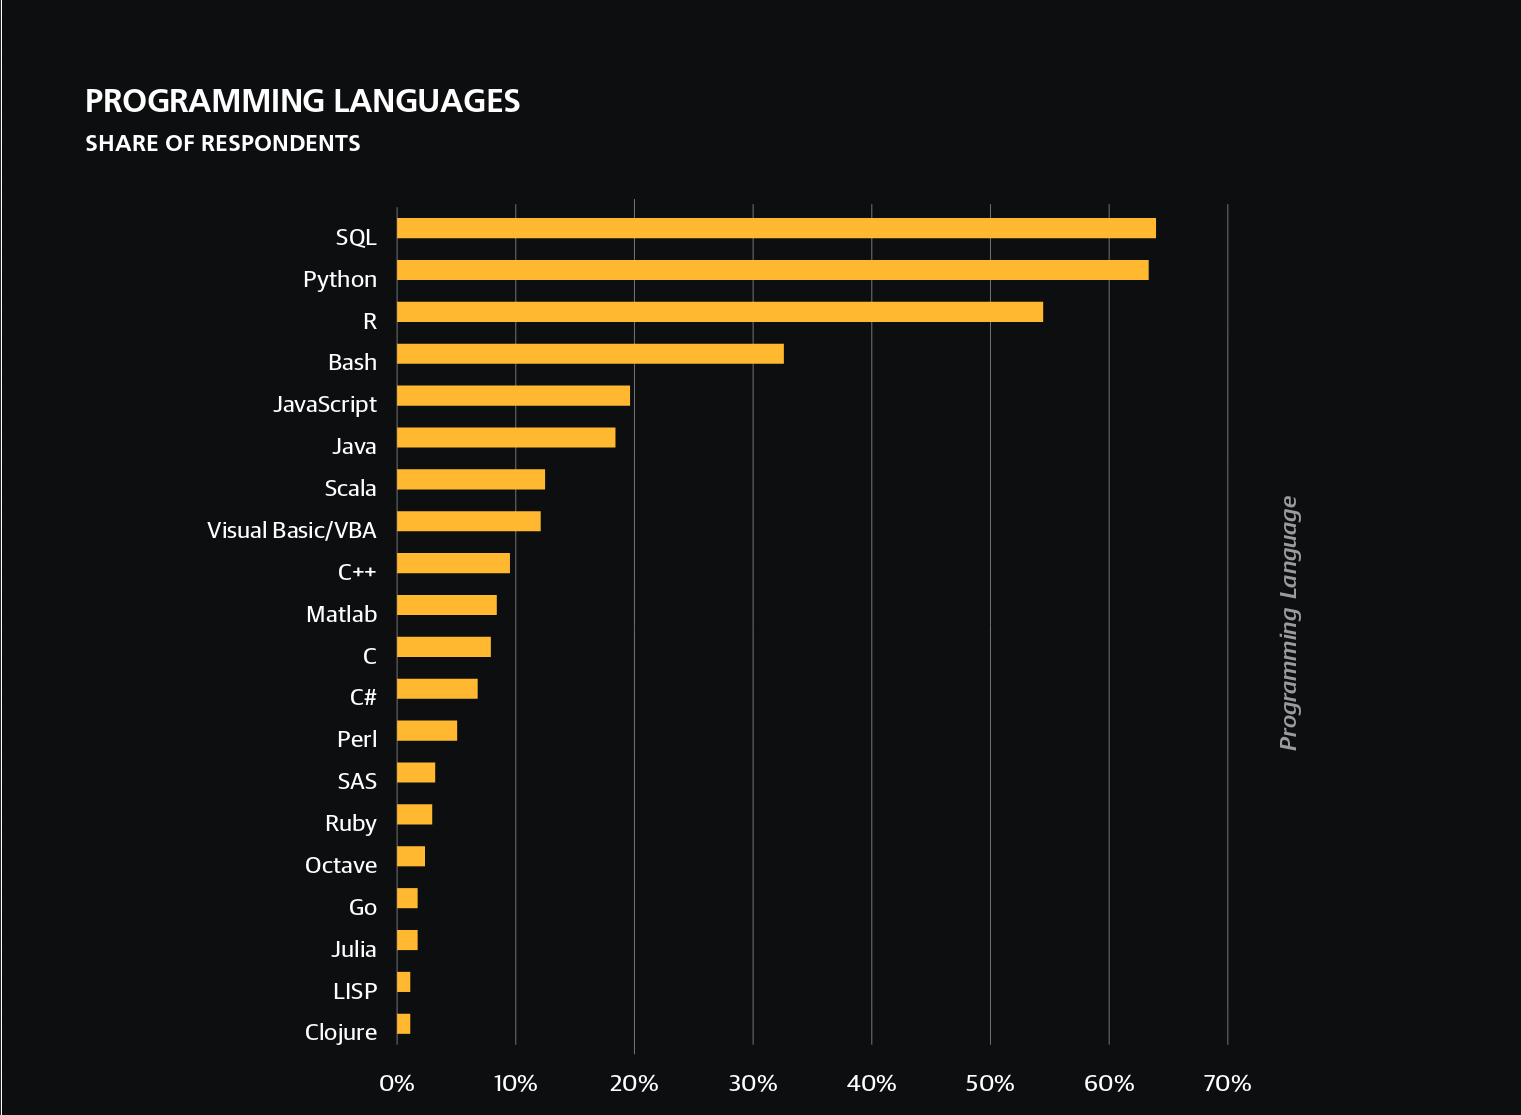 PROGRAMMING LANGUAGES
SHARE OF RESPONDENTS
SQL
Python
R
Bash
JavaScript
Java
Scala
Visual Basic/VBA
C++
Matlab
C
C#
Perl
SAS
Ruby
Octave
Go
Julia
LISP
Clojure
0% 10% 20% 30% 40% 50% 60% 70%
Programming Language